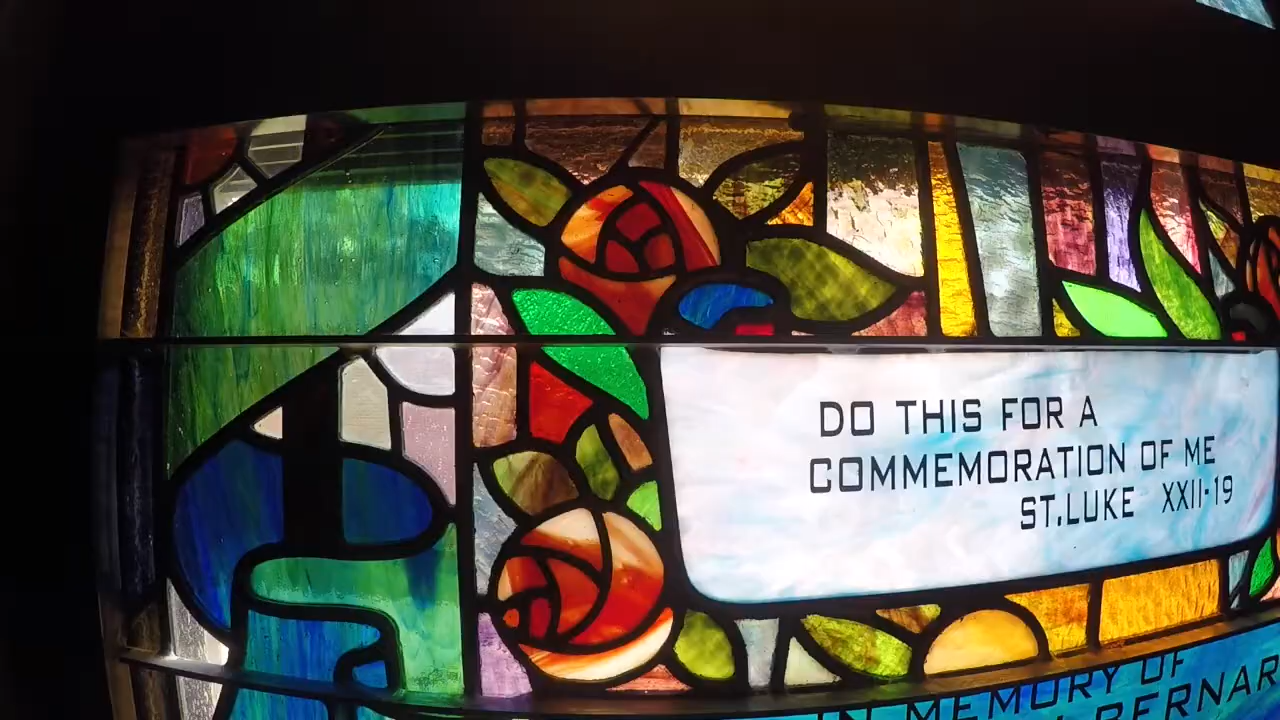 DO THIS FOR A
COMMEMORATION OF ME
ST.LUKE XXII-19
IN MEMORY OF